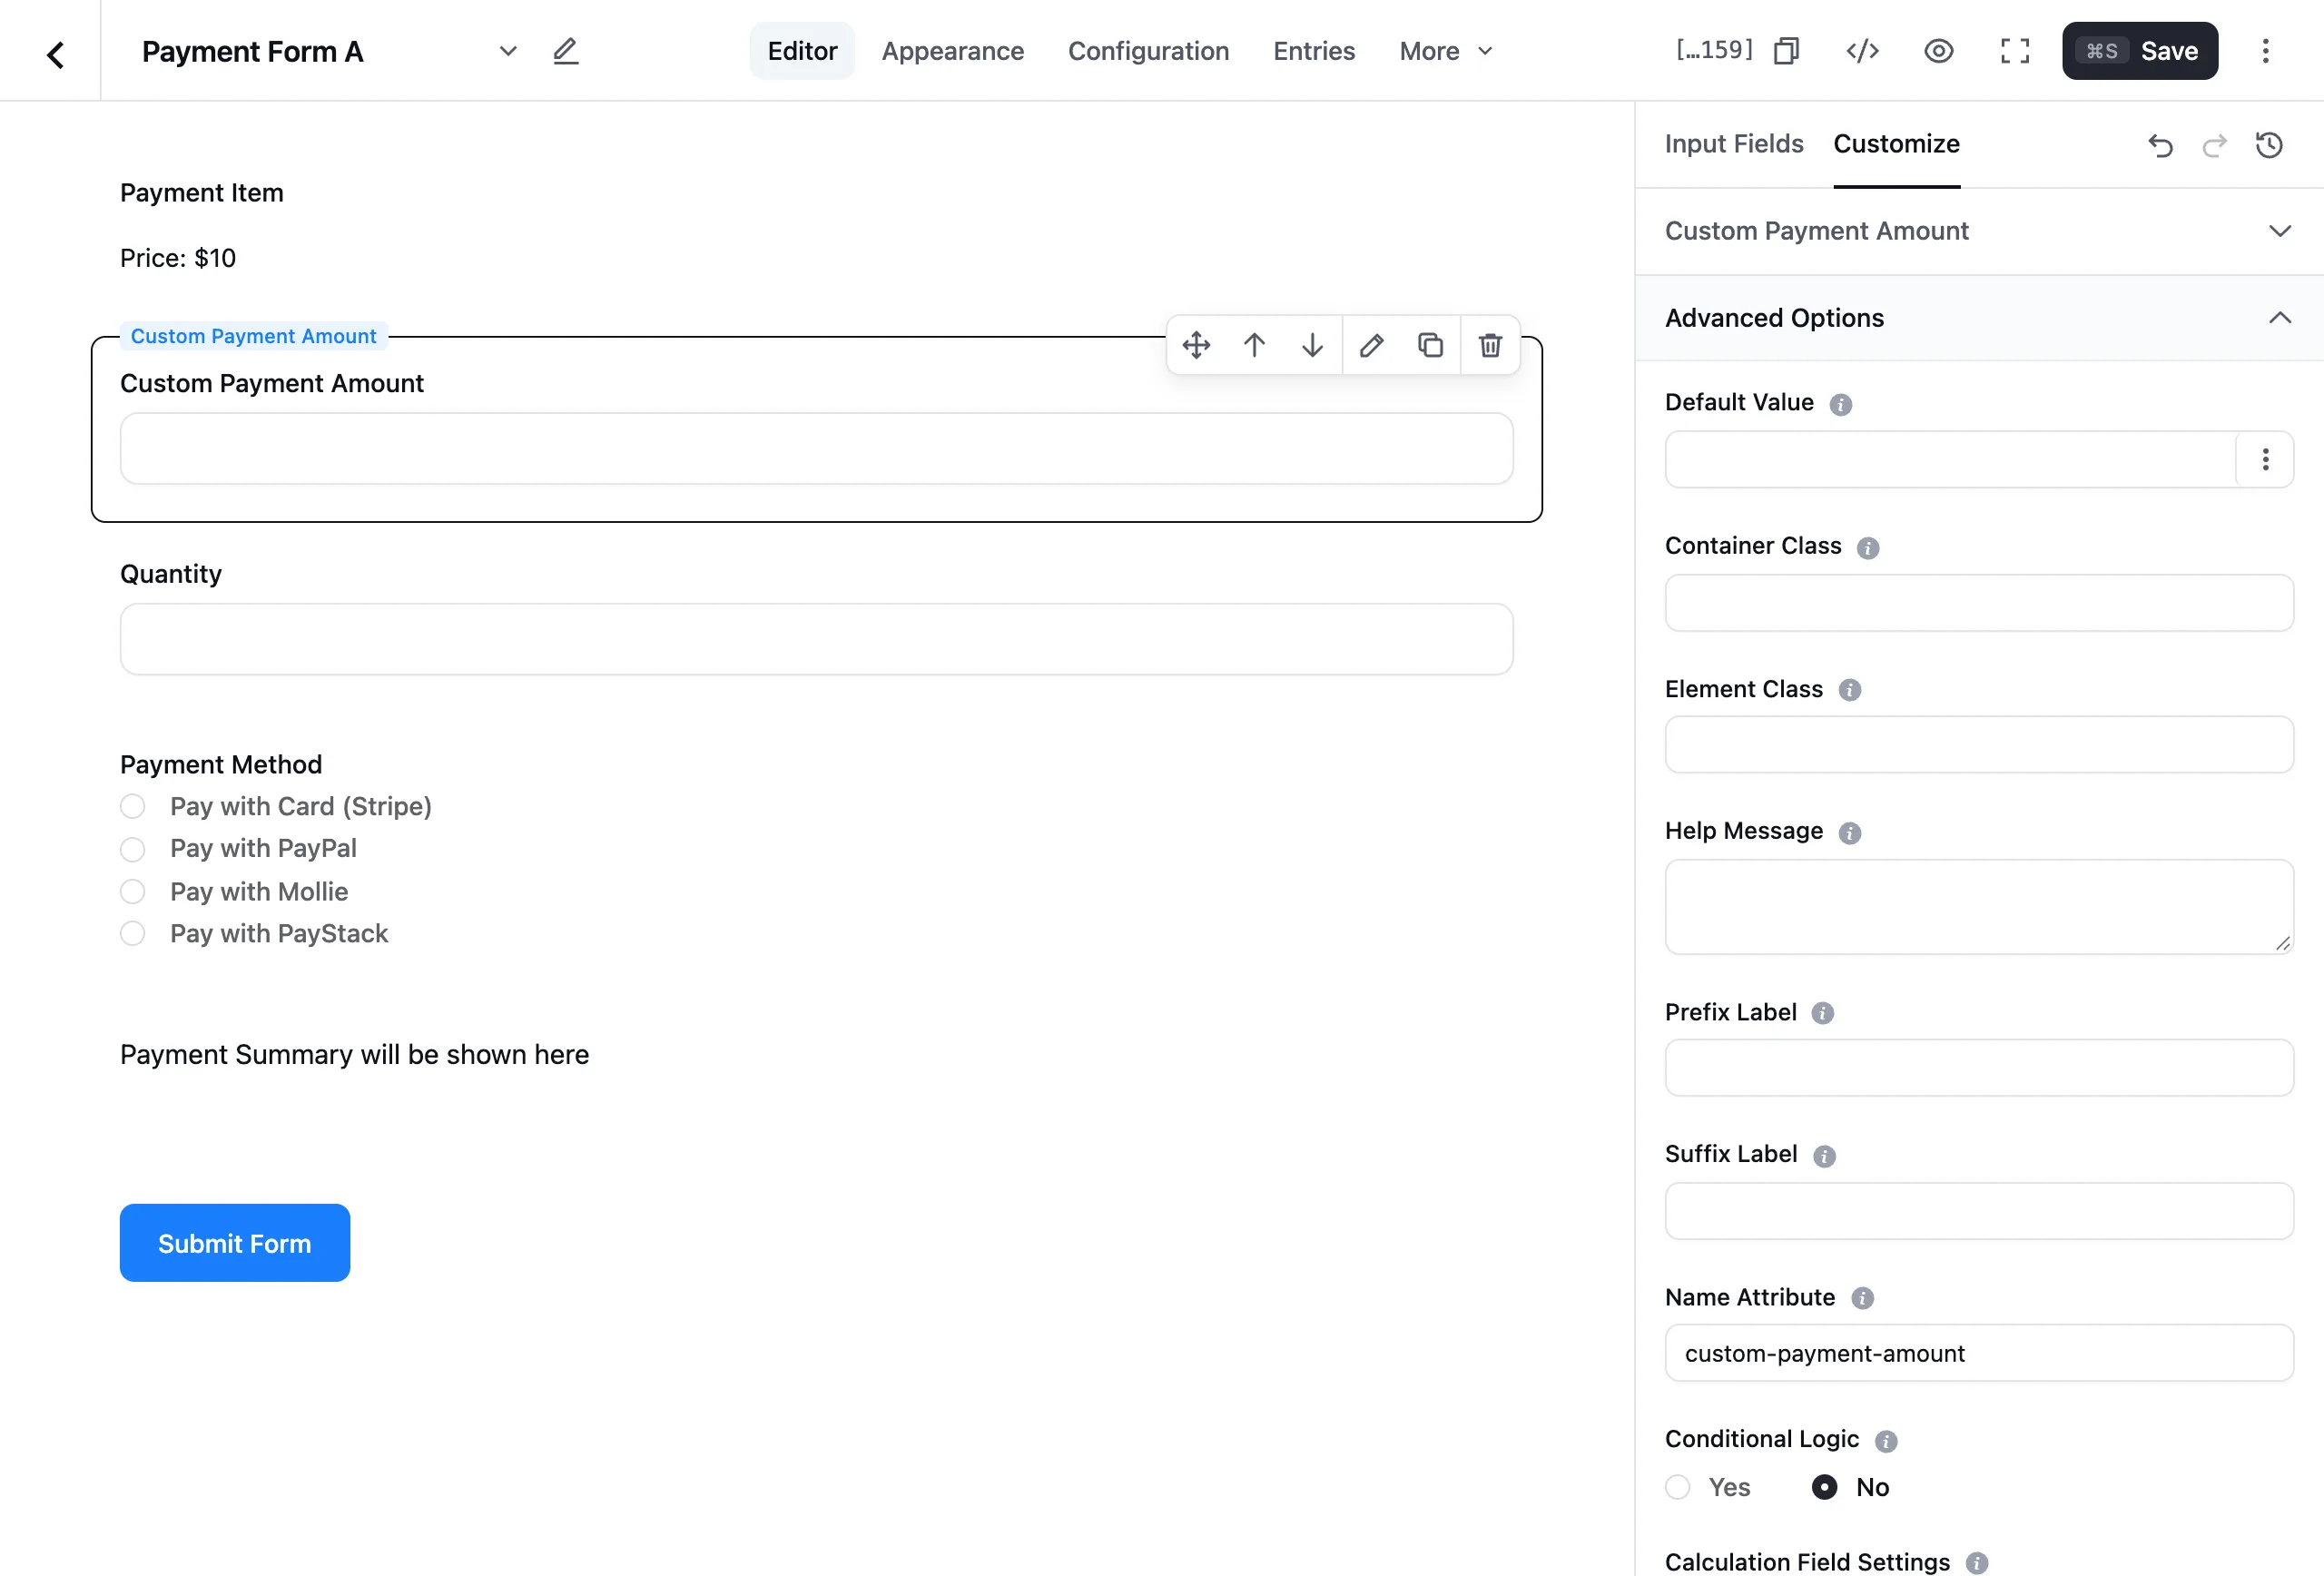 Payment Form A
Editor
Appearance
Configuration
Entries
More
[…159]
⌘S Save
Payment Item
Price: $10
Custom Payment Amount
Custom Payment Amount
Quantity
Payment Method
Pay with Card (Stripe)
Pay with PayPal
Pay with Mollie
Pay with PayStack
Payment Summary will be shown here
Submit Form
Input Fields
Customize
Custom Payment Amount
Advanced Options
Default Value
Container Class
Element Class
Help Message
Prefix Label
Suffix Label
Name Attribute
custom-payment-amount
Conditional Logic
Yes
No
Calculation Field Settings